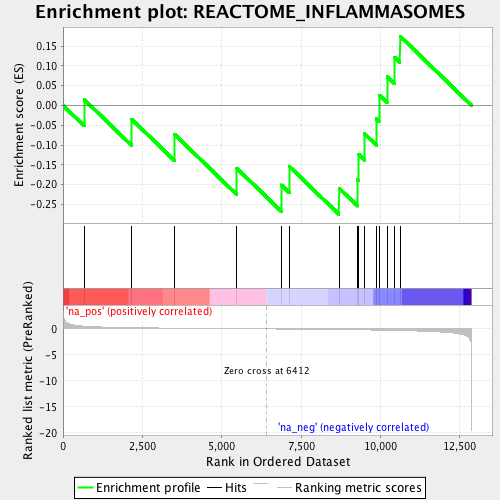 Enrichment plot: REACTOME_INFLAMMASOMES
Enrichment score (ES)
0.15
0.10
0.05
0.00
-0.05
-0.10
-0.15
-0.20
-0.25
'na_pos' (positively correlated)
Ranked list metric (PreRanked)
0
-5
-10
-15
-20
Zero cross at 6412
'na_neg' (negatively correlated)
0
2,500
5,000
7,500
10,000
12,500
Rank in Ordered Dataset
Enrichment profile
Hits
Ranking metric scores